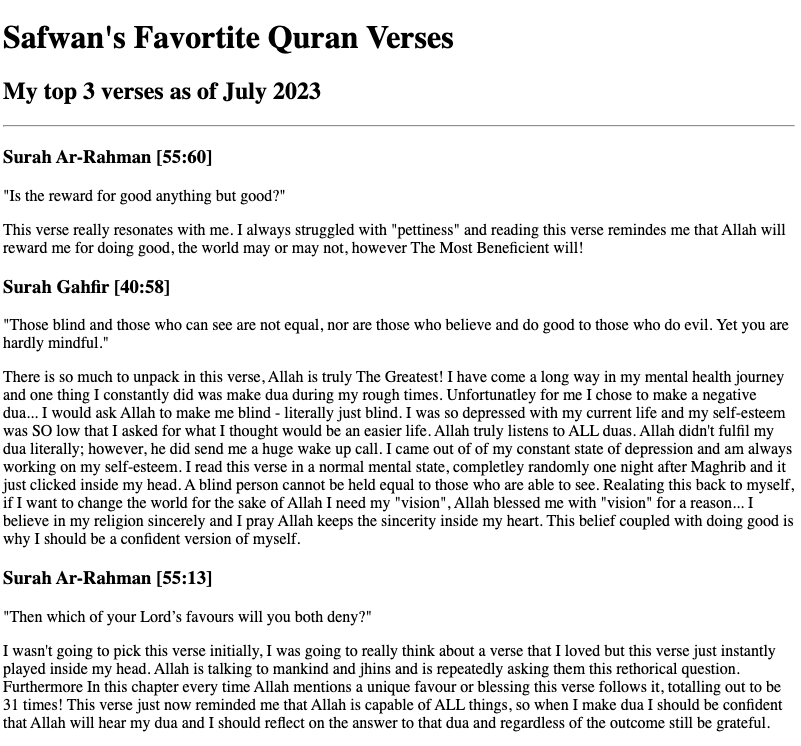 Safwan's Favortite Quran Verses
My top 3 verses as of July 2023
Surah Ar-Rahman [55:60]
"Is the reward for good anything but good?"
This verse really resonates with me. I always struggled with "pettiness" and reading this verse remindes me that Allah will
reward me for doing good, the world may or may not, however The Most Beneficient will!
Surah Gahfir [40:58]
"Those blind and those who can see are not equal, nor are those who believe and do good to those who do evil. Yet you are
hardly mindful."
There is so much to unpack in this verse, Allah is truly The Greatest! I have come a long way in my mental health journey
and one thing I constantly did was make dua during my rough times. Unfortunatley for me I chose to make a negative
dua... I would ask Allah to make me blind - literally just blind. I was so depressed with my current life and my self-esteem
was SO low that I asked for what I thought would be an easier life. Allah truly listens to ALL duas. Allah didn't fulfil my
dua literally; however, he did send me a huge wake up call. I came out of of my constant state of depression and am always
working on my self-esteem. I read this verse in a normal mental state, completley randomly one night after Maghrib and it
just clicked inside my head. A blind person cannot be held equal to those who are able to see. Realating this back to myself,
if I want to change the world for the sake of Allah I need my "vision", Allah blessed me with "vision" for a reason... I
believe in my religion sincerely and I pray Allah keeps the sincerity inside my heart. This belief coupled with doing good is
why I should be a confident version of myself.
Surah Ar-Rahman [55:13]
"Then which of your Lord’s favours will you both deny?"
I wasn't going to pick this verse initially, I was going to really think about a verse that I loved but this verse just instantly
played inside my head. Allah is talking to mankind and jhins and is repeatedly asking them this rethorical question.
Furthermore In this chapter every time Allah mentions a unique favour or blessing this verse follows it, totalling out to be
31 times! This verse just now reminded me that Allah is capable of ALL things, so when I make dua I should be confident
that Allah will hear my dua and I should reflect on the answer to that dua and regardless of the outcome still be grateful.